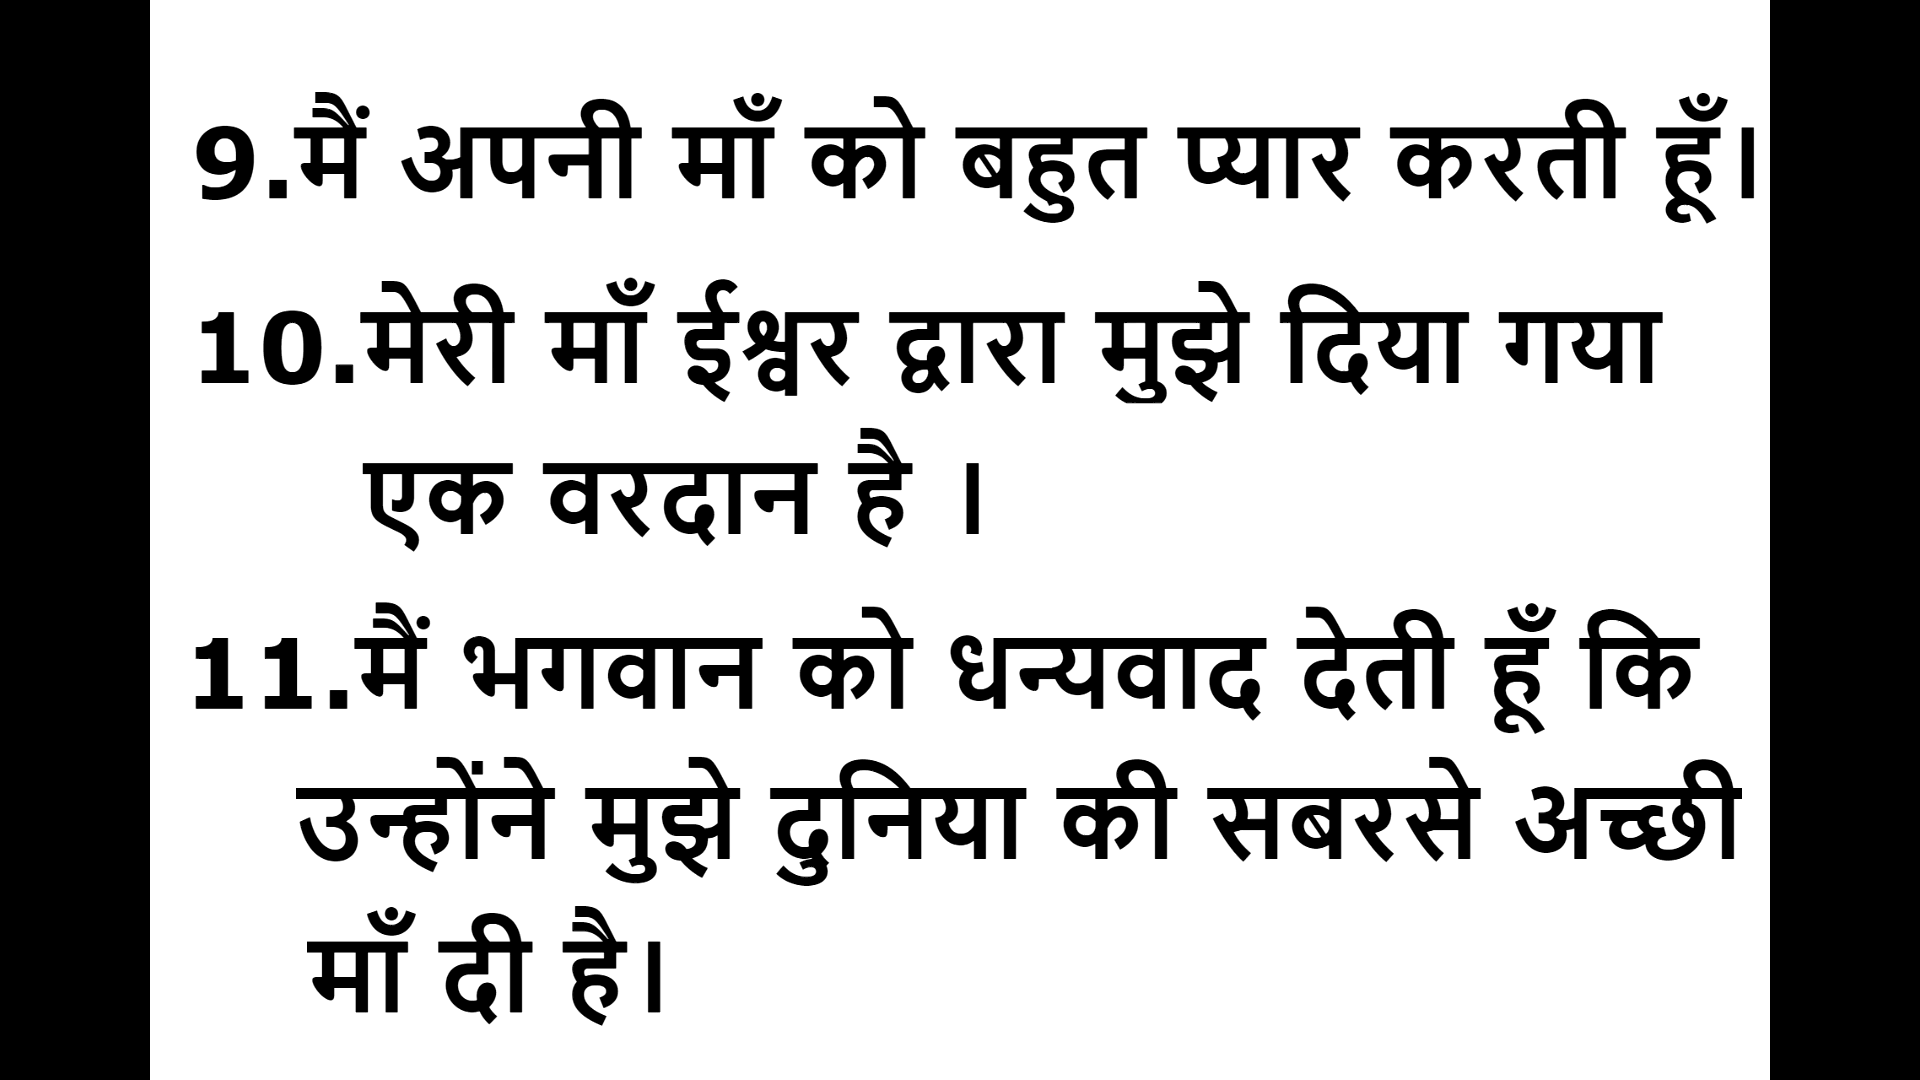 9.मैं अपनी माँ को बहुत प्यार करती हूँ।
10.मेरी माँ ईश्वर द्वारा मुझे दिया गया
एक वरदान है ।
11.मैं भगवान को धन्यवाद देती हूँ कि
उन्होंने मुझे दुनिया की सबरसे अच्छी
माँ दी है।